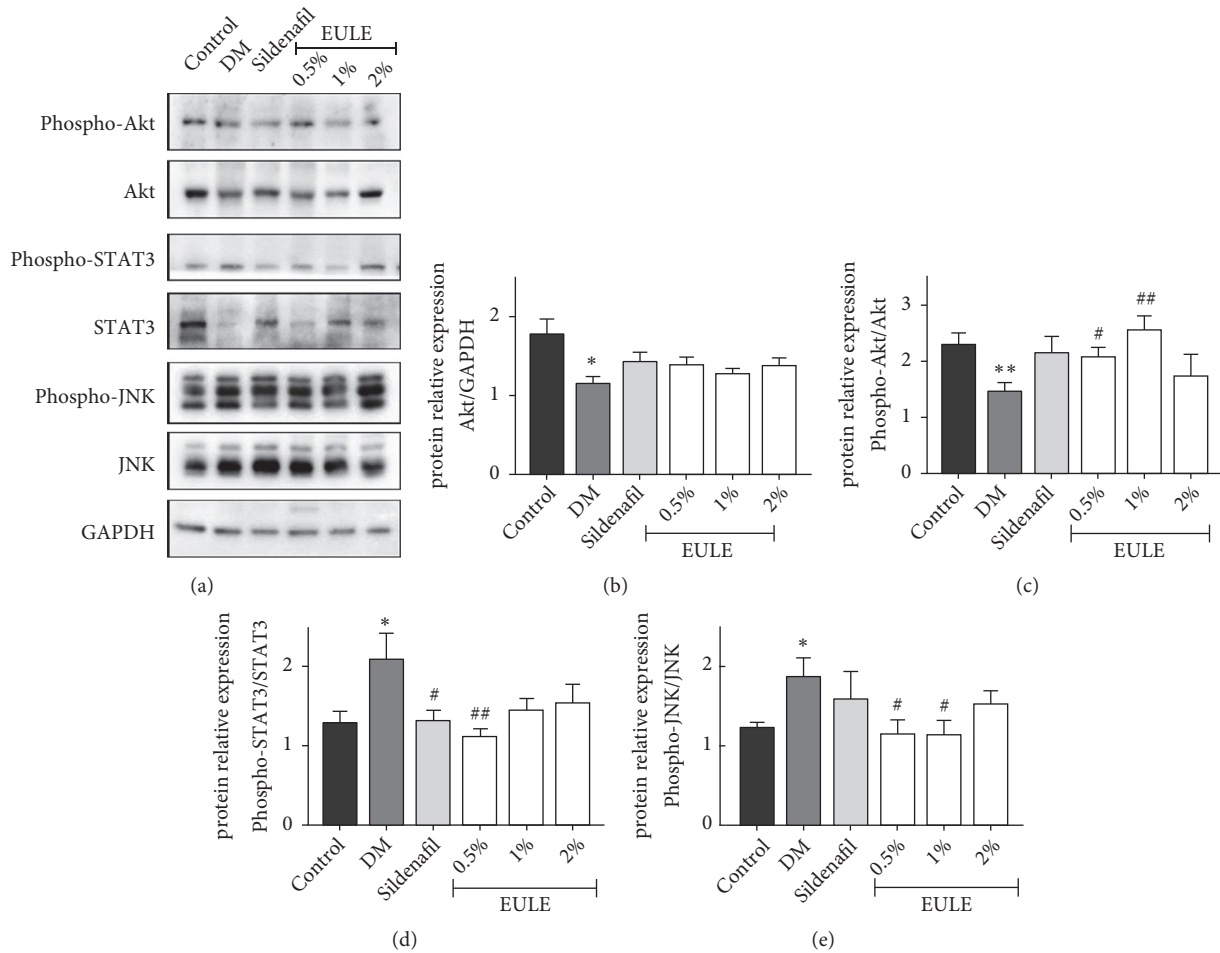 EULE
Control
DM
Sildenafil
0.5%
1%
2%
Phospho-Akt
Akt
Phospho-STAT3
STAT3
Phospho-JNK
JNK
GAPDH
(a)
protein relative expression
Akt/GAPDH
2
1
0
*
Control
DM
Sildenafil
0.5%
1%
2%
EULE
(b)
protein relative expression
Phospho-Akt/Akt
3
2
1
0
**
#
##
Control
DM
Sildenafil
0.5%
1%
2%
EULE
(c)
protein relative expression
Phospho-STAT3/STAT3
2
1
0
*
#
##
Control
DM
Sildenafil
0.5%
1%
2%
EULE
(d)
protein relative expression
Phospho-JNK/JNK
2
1
0
*
#
#
Control
DM
Sildenafil
0.5%
1%
2%
EULE
(e)